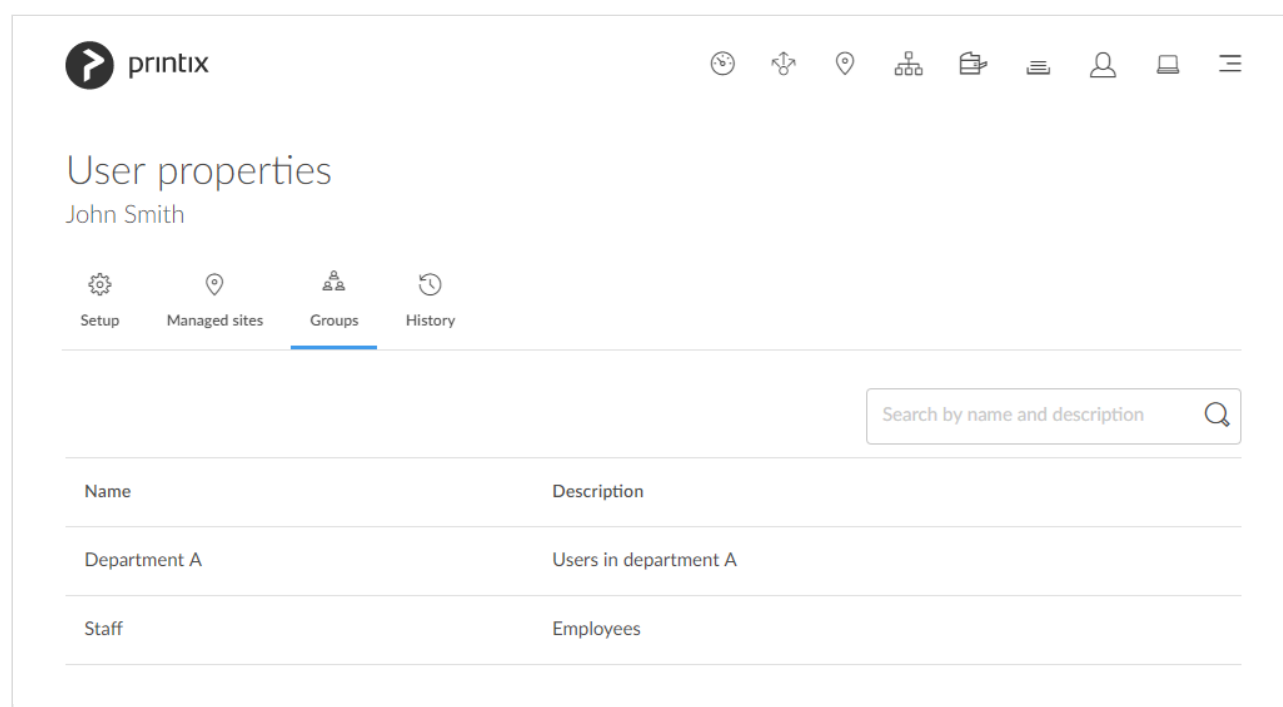 printix
User properties
John Smith
Setup Managed sites Groups History
Search by name and description
Name Description
Department A Users in department A
Staff Employees